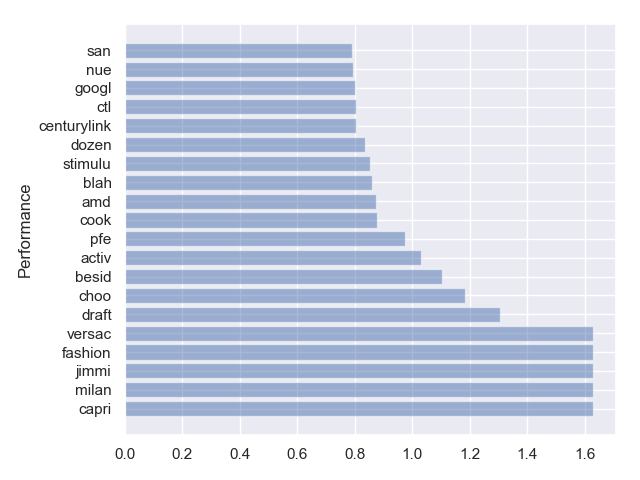 san
nue
googl
ctl
centurylink
dozen
stimulu
blah
amd
cook
pfe
activ
besid
choo
draft
versac
fashion
jimmi
milan
capri
Performance
0.0 0.2 0.4 0.6 0.8 1.0 1.2 1.4 1.6